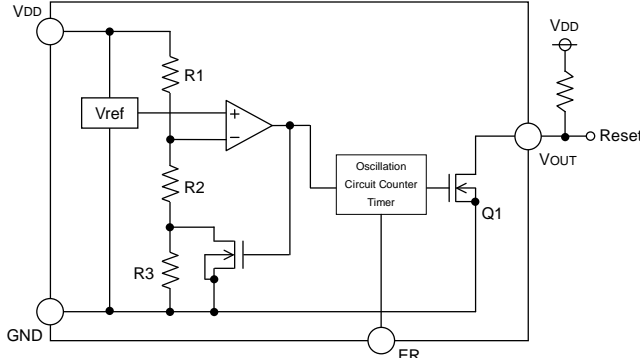 VDD
VDD
R1
Vref
+
−
Reset
VOUT
Oscillation
Circuit Counter
Timer
R2
Q1
R3
GND
ER